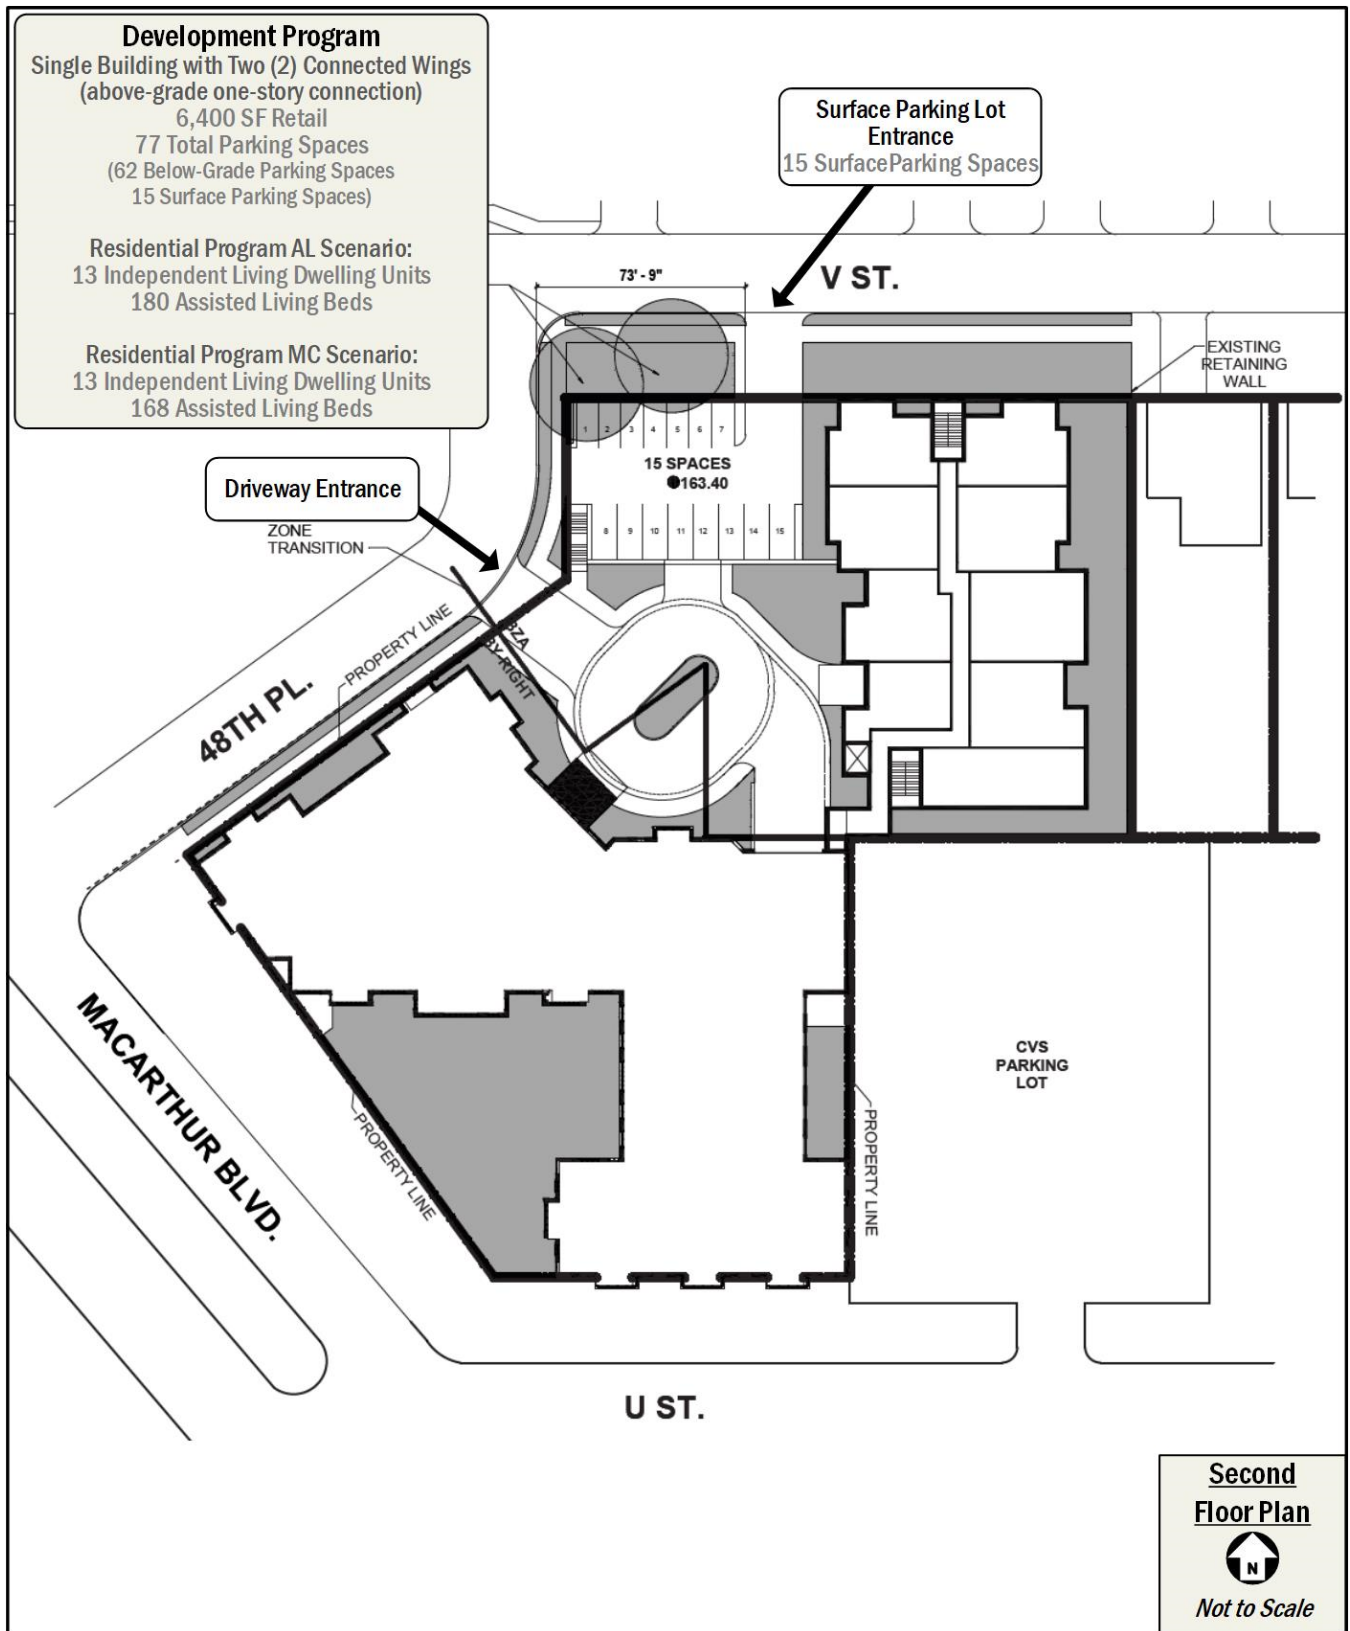 Development Program
Single Building with Two (2) Connected Wings
(above-grade one-story connection)
6,400 SF Retail
77 Total Parking Spaces
(62 Below-Grade Parking Spaces
15 Surface Parking Spaces)
Residential Program AL Scenario:
13 Independent Living Dwelling Units
180 Assisted Living Beds
Residential Program MC Scenario:
13 Independent Living Dwelling Units
168 Assisted Living Beds
Surface Parking Lot
Entrance
15 SurfaceParking Spaces
73' - 9"
V ST.
EXISTING
RETAINING
WALL
1 2 3 4 5 6 7
15 SPACES
163.40
8 9 10 11 12 13 14 15
Driveway Entrance
ZONE
TRANSITION
PROPERTY LINE
BZA
BY RIGHT
48TH PL.
MACARTHUR BLVD.
PROPERTY LINE
PROPERTY LINE
CVS
PARKING
LOT
U ST.
Second
Floor Plan
N
Not to Scale